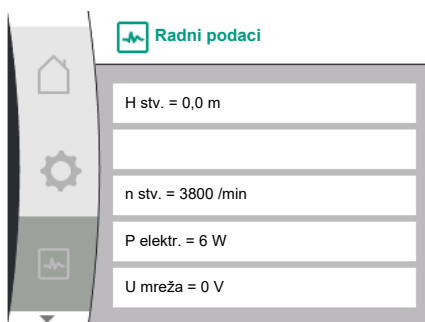 Radni podaci
H stv. = 0,0 m
n stv. = 3800 /min
P elektr. = 6 W
U mreža = 0 V